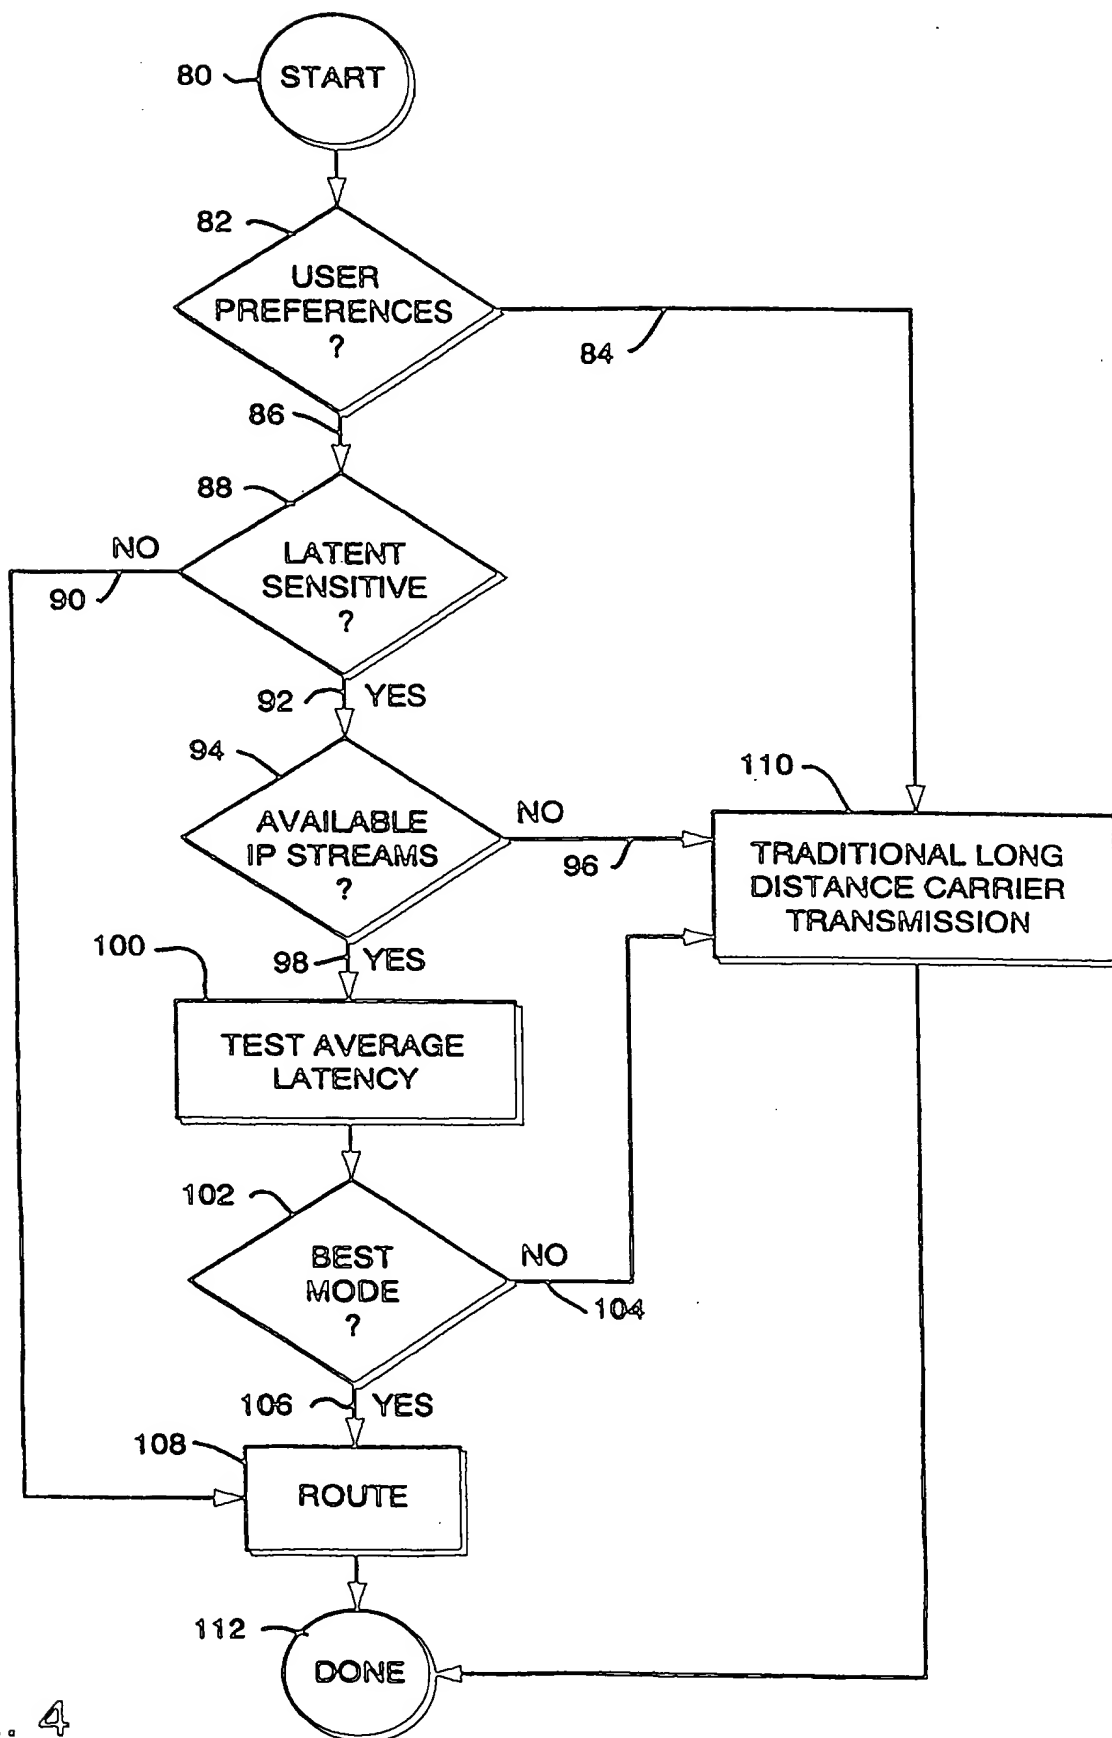 80
START
82
USER
PREFERENCES
?
84
86
88
NO
LATENT
SENSITIVE
?
90
92
YES
94
110
AVAILABLE
IP STREAMS
?
NO
96
TRADITIONAL LONG
DISTANCE CARRIER
TRANSMISSION
100
98
YES
TEST AVERAGE
LATENCY
102
BEST
MODE
?
NO
104
106
YES
108
ROUTE
112
DONE
. 4